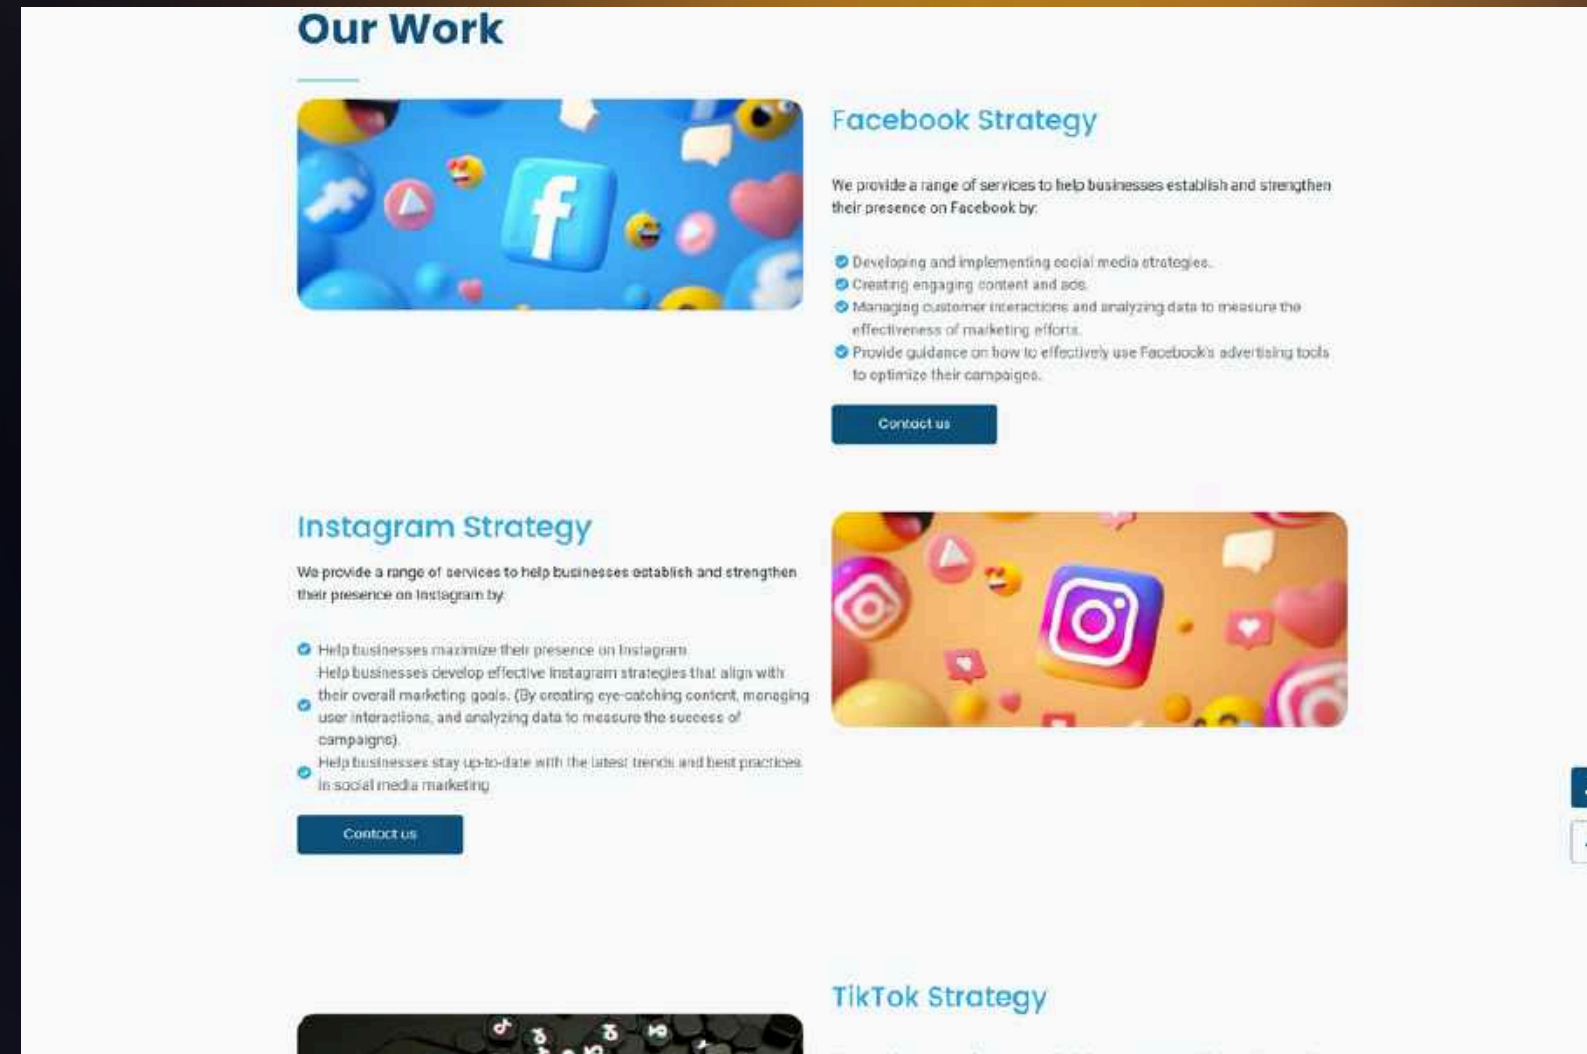 Our Work
Facebook Strategy
We provide a range of services to help businesses establish and strengthen
their presence on Facebook by:
Developing and implementing social media strategies.
Creating engaging content and ads.
Managing customer interactions and analyzing data to measure the
effectiveness of marketing efforts.
Provide guidance on how to effectively use Facebook's advertising tools
to optimize their campaigns.
Contact us
Instagram Strategy
We provide a range of services to help businesses establish and strengthen
their presence on Instagram by:
Help businesses maximize their presence on Instagram
Help businesses develop effective Instagram strategies that align with
their overall marketing goals. (By creating eye-catching content, managing
user interactions, and analyzing data to measure the success of
campaigns).
Help businesses stay up-to-date with the latest trends and best practices
in social media marketing
Contact us
TikTok Strategy